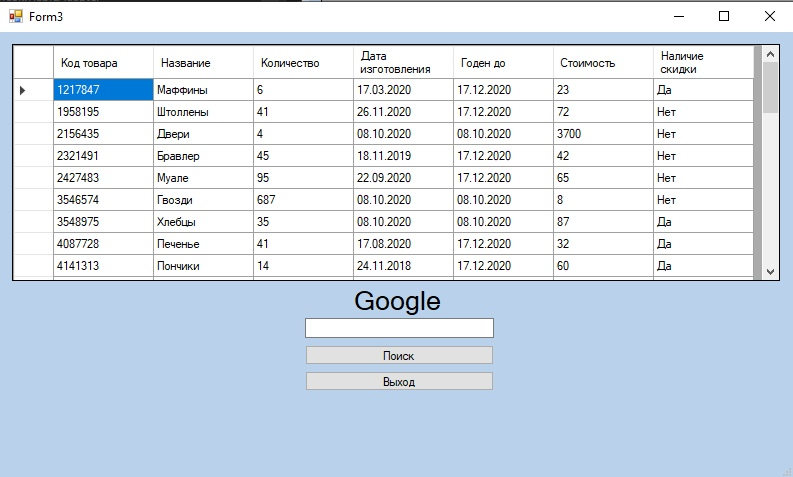 Form3
Код товара Название Количество Дата изготовления Годен до Стоимость Наличие скидки
1217847 Маффины 6 17.03.2020 17.12.2020 23 Да
1958195 Штоллены 41 26.11.2020 17.12.2020 72 Нет
2156435 Двери 4 08.10.2020 08.10.2020 3700 Нет
2321491 Бравлер 45 18.11.2019 17.12.2020 42 Нет
2427483 Муале 95 22.09.2020 17.12.2020 65 Нет
3546574 Гвозди 687 08.10.2020 08.10.2020 8 Нет
3548975 Хлебцы 35 08.10.2020 08.10.2020 87 Да
4087728 Печенье 41 17.08.2020 17.12.2020 32 Да
4141313 Пончики 14 24.11.2018 17.12.2020 60 Да
Google
Поиск
Выход